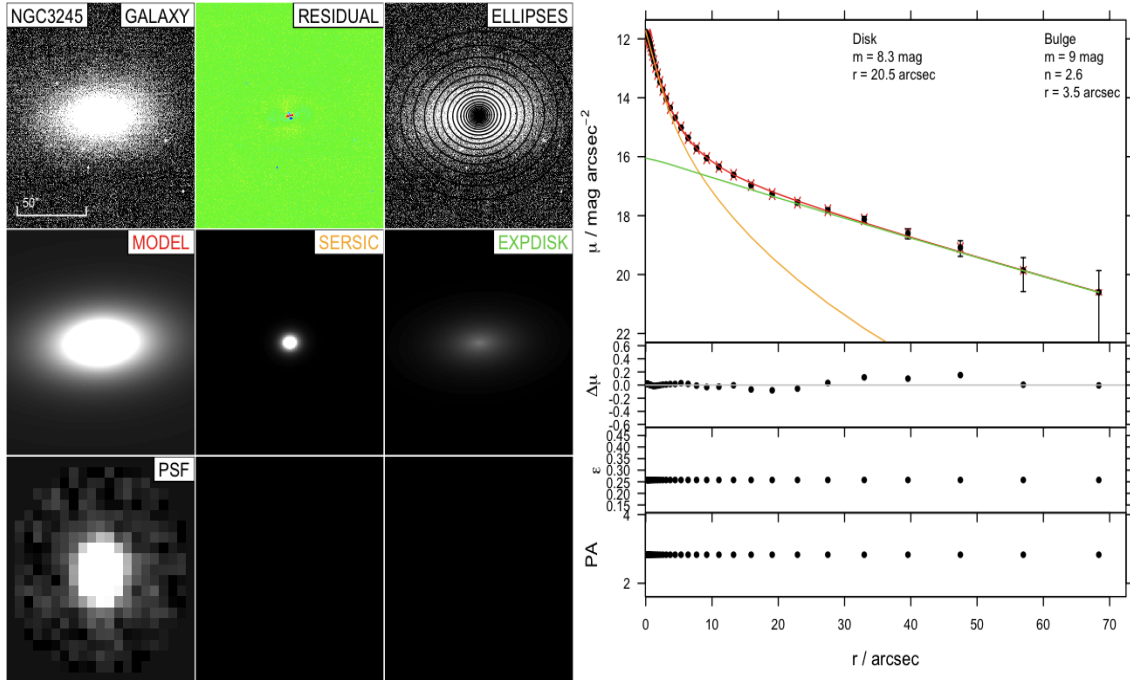 NGC3245 GALAXY RESIDUAL ELLIPSES
50"
MODEL SERSIC EXPDISK
PSF
Disk
m = 8.3 mag
r = 20.5 arcsec
Bulge
m = 9 mag
n = 2.6
r = 3.5 arcsec
μ / mag arcsec⁻²
12
14
16
18
20
22
Δμ
0.6
0.4
0.2
0.0
-0.2
-0.4
-0.6
ε
0.45
0.40
0.35
0.30
0.25
0.20
0.15
PA
4
2
0 10 20 30 40 50 60 70
r / arcsec